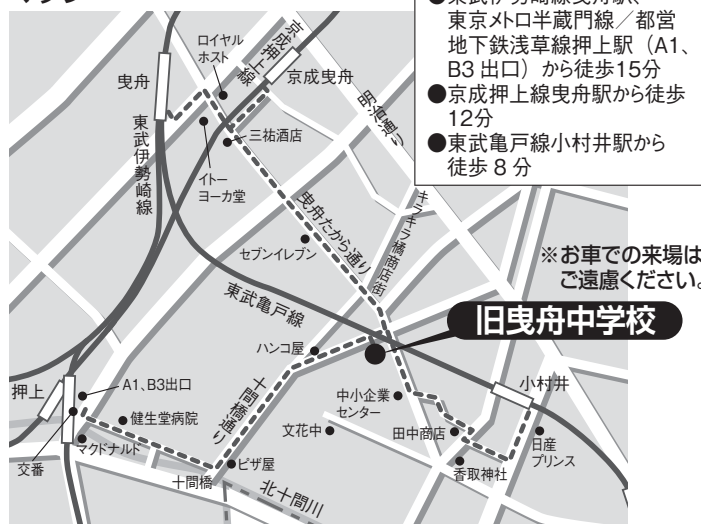 ●東武伊勢崎線曳舟駅、
東京メトロ半蔵門線／都営
地下鉄浅草線押上駅（A1、
B3出口）から徒歩15分
●京成押上線曳舟駅から徒歩
12分
●東武亀戸線小村井駅から
徒歩8分
※お車での来場は
ご遠慮ください。
旧曳舟中学校
ロイヤル
ホスト
京成押上線
京成曳舟
明治通り
曳舟
東武伊勢崎線
三祐酒店
イトー
ヨーカ堂
曳舟たから通り
キラキラ橘商店街
セブンイレブン
東武亀戸線
ハンコ屋
十間橋通り
小村井
押上
A1、B3出口
健生堂病院
マクドナルド
交番
中小企業
センター
文花中
田中商店
日産
プリンス
香取神社
ピザ屋
十間橋
北十間川